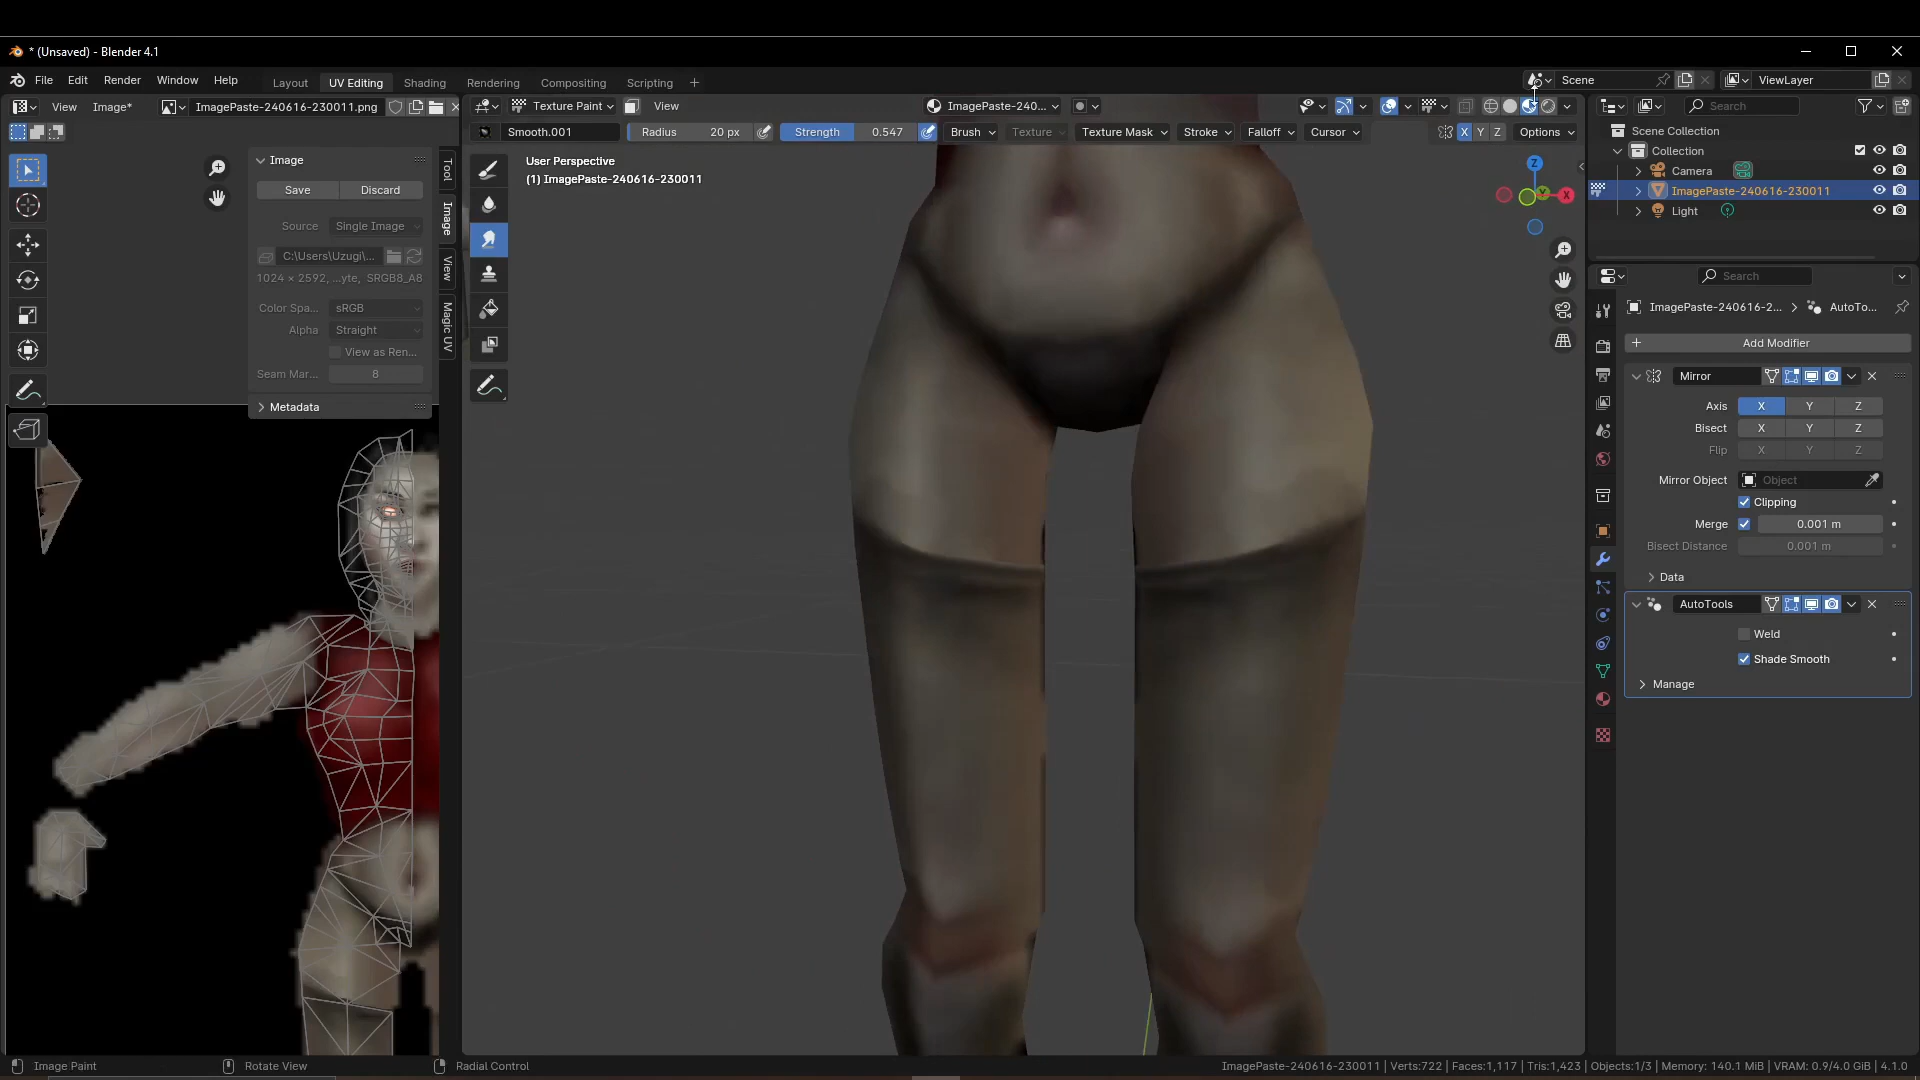 * (Unsaved) - Blender 4.1
File Edit Render Window Help
Layout UV Editing Shading Rendering Compositing Scripting +
Scene
ViewLayer
View Image* ImagePaste-240616-230011.png
Texture Paint View
ImagePaste-240...
Search
Smooth.001
Radius 20 px
Strength 0.547
Brush Texture Texture Mask Stroke Falloff Cursor
X Y Z Options
Scene Collection
Collection
Camera
ImagePaste-240616-230011
Light
Image
Save Discard
Source Single Image
C:\Users\Uzugi\...
1024 × 2592, ...yte, SRGB8_A8
Color Spa... sRGB
Alpha Straight
View as Ren...
Seam Mar... 8
Metadata
Tool
Image
View
Magic UV
User Perspective
(1) ImagePaste-240616-230011
Z
Y
X
Search
ImagePaste-240616-2... > AutoTo...
+ Add Modifier
Mirror
Axis X Y Z
Bisect X Y Z
Flip X Y Z
Mirror Object Object
Clipping
Merge 0.001 m
Bisect Distance 0.001 m
Data
AutoTools
Weld
Shade Smooth
Manage
Image Paint Rotate View Radial Control
ImagePaste-240616-230011 | Verts:722 | Faces:1,117 | Tris:1,423 | Objects:1/3 | Memory: 140.1 MiB | VRAM: 0.9/4.0 GiB | 4.1.0